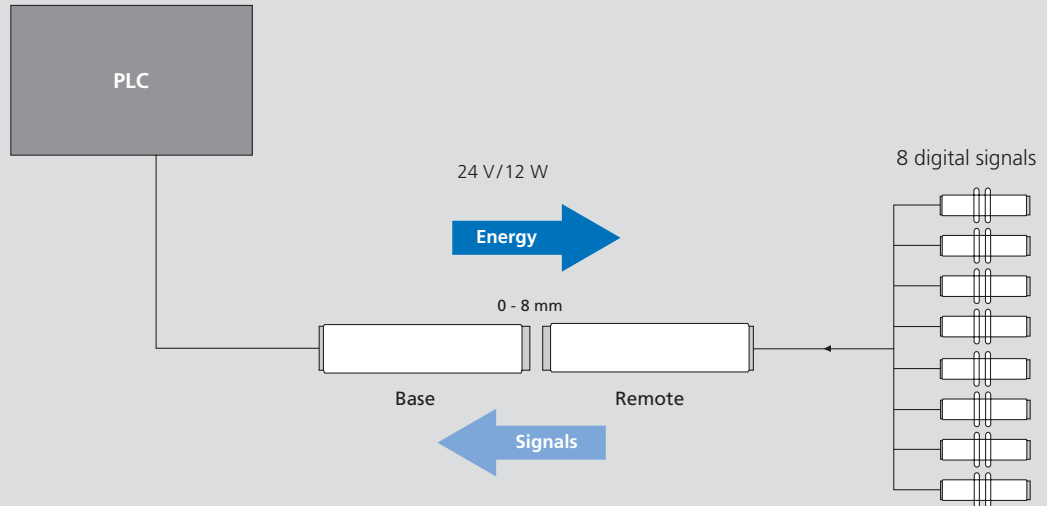 PLC
8 digital signals
24 V/12 W
Energy
0 - 8 mm
Base
Remote
Signals